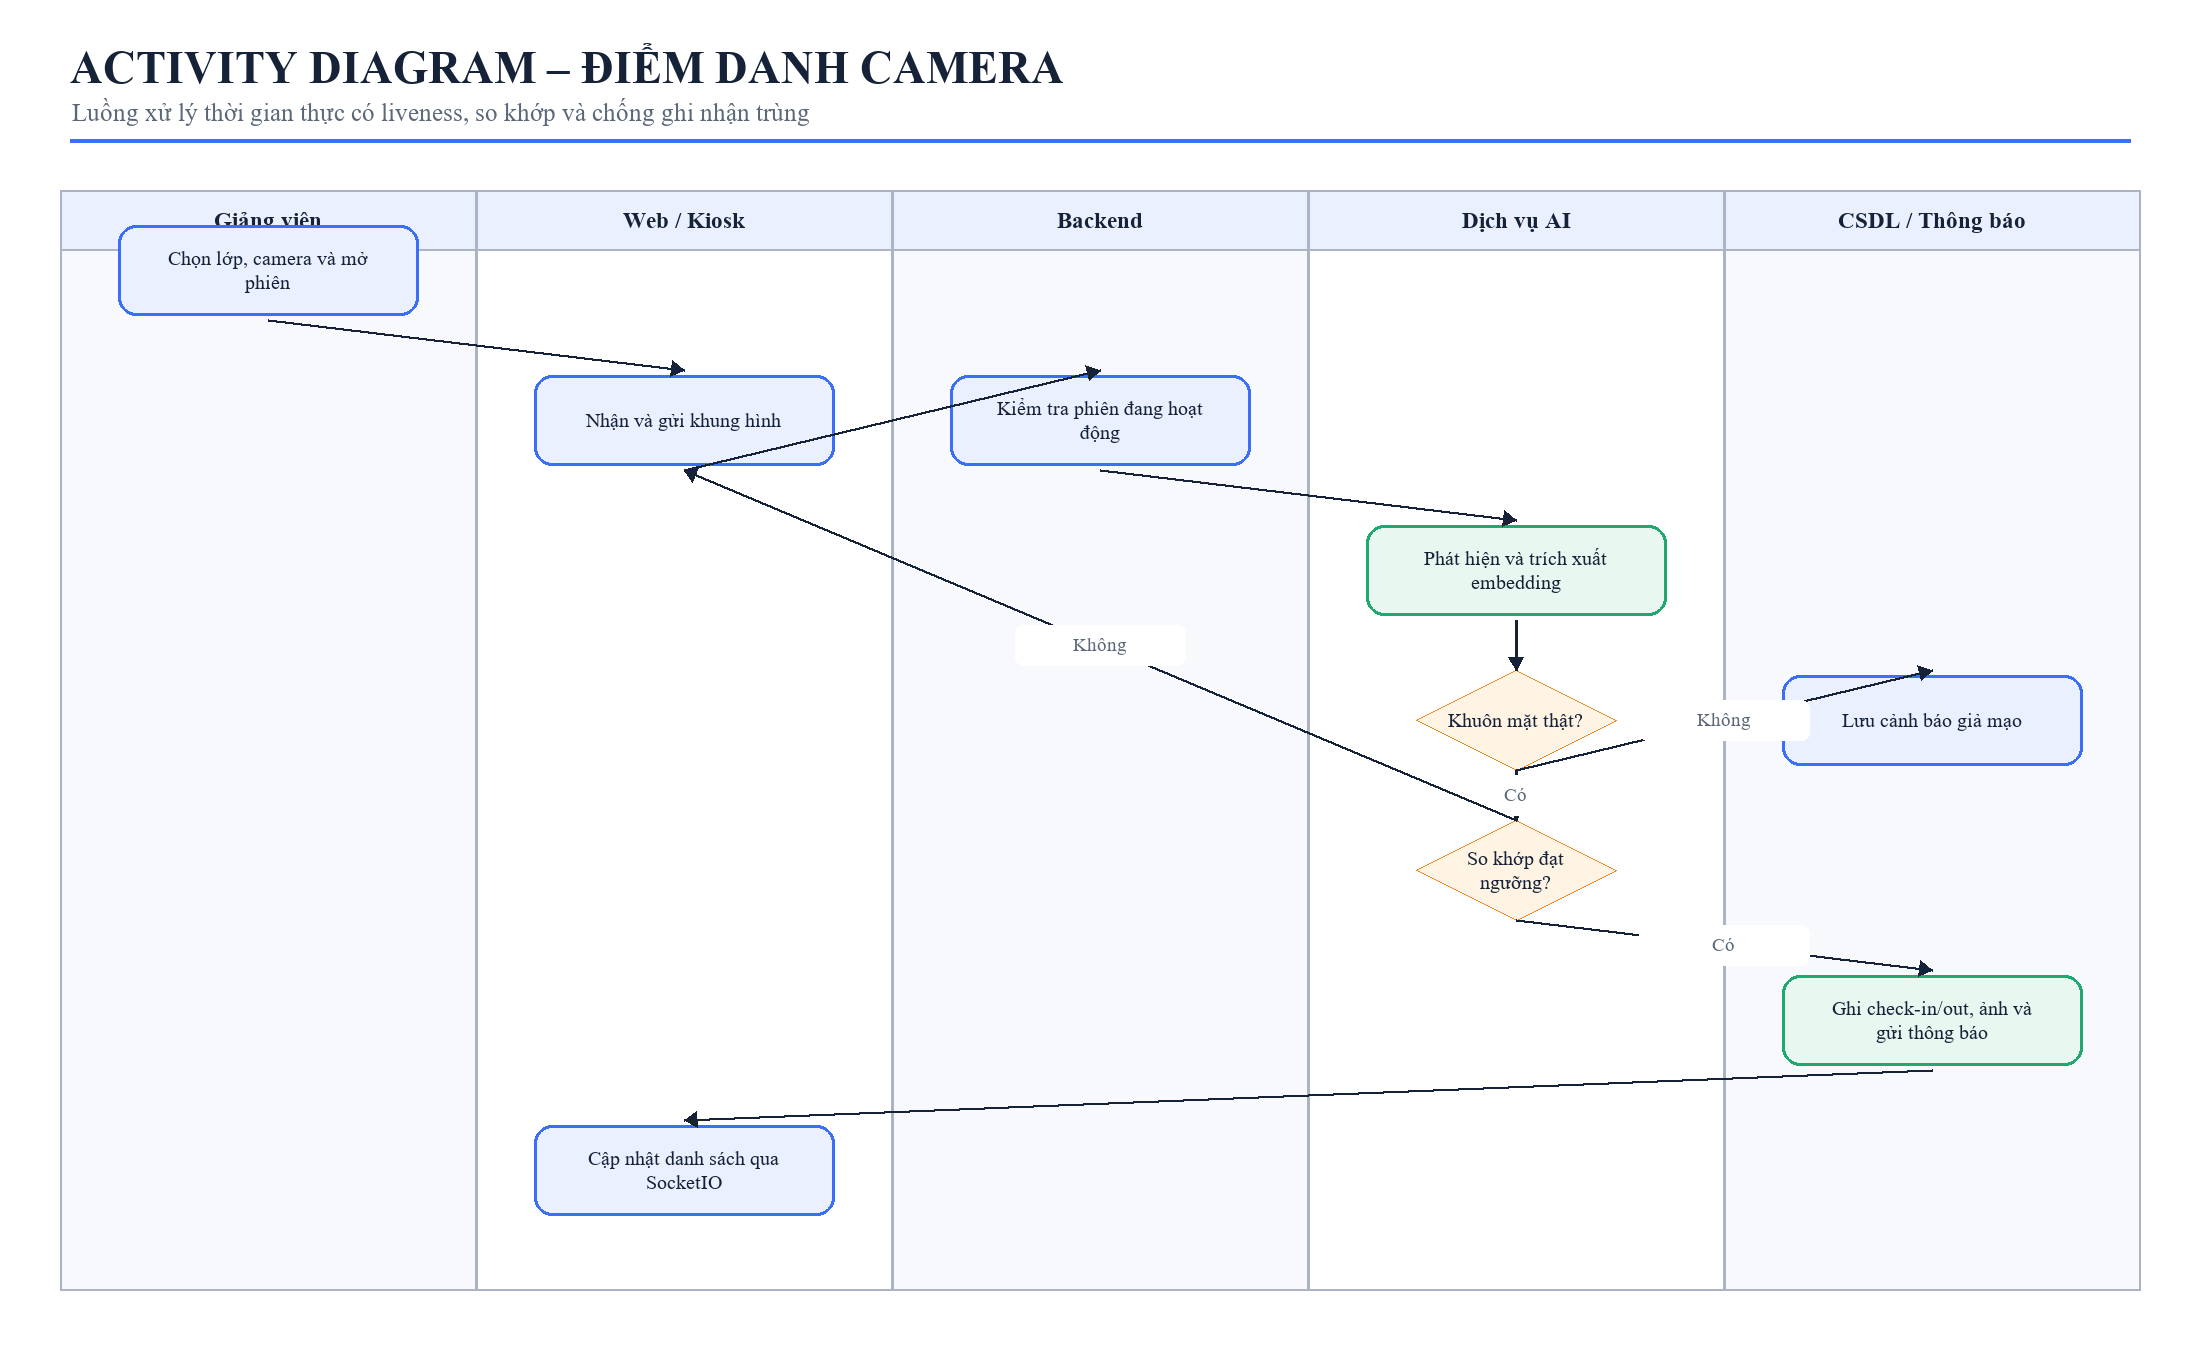 ACTIVITY DIAGRAM – ĐIỂM DANH CAMERA
Luồng xử lý thời gian thực có liveness, so khớp và chống ghi nhận trùng
Giảng viên
Web / Kiosk
Backend
Dịch vụ AI
CSDL / Thông báo
Chọn lớp, camera và mở
phiên
Nhận và gửi khung hình
Kiểm tra phiên đang hoạt
động
Phát hiện và trích xuất
embedding
Không
Khuôn mặt thật?
Không
Lưu cảnh báo giả mạo
Có
So khớp đạt
ngưỡng?
Có
Ghi check-in/out, ảnh và
gửi thông báo
Cập nhật danh sách qua
SocketIO